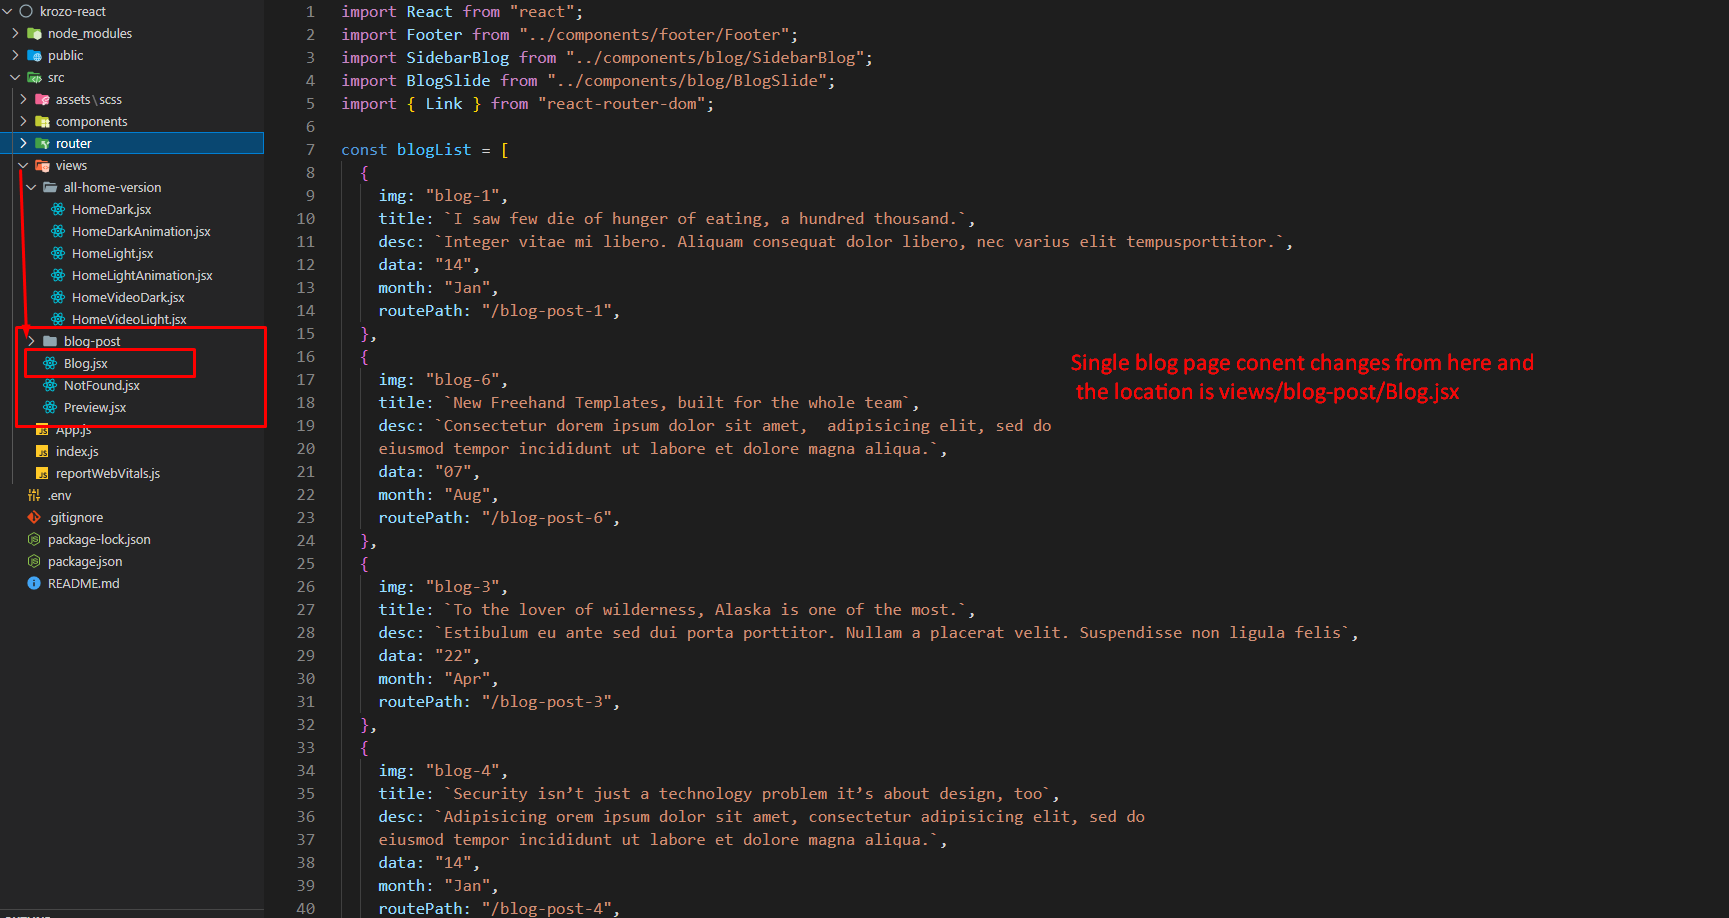 krozo-react
node_modules
public
src
assets\scss
components
router
views
all-home-version
HomeDark.jsx
HomeDarkAnimation.jsx
HomeLight.jsx
HomeLightAnimation.jsx
HomeVideoDark.jsx
HomeVideoLight.jsx
blog-post
Blog.jsx
NotFound.jsx
Preview.jsx
App.js
index.js
reportWebVitals.js
.env
.gitignore
package-lock.json
package.json
README.md
1 import React from "react";
2 import Footer from "../components/footer/Footer";
3 import SidebarBlog from "../components/blog/SidebarBlog";
4 import BlogSlide from "../components/blog/BlogSlide";
5 import { Link } from "react-router-dom";
6
7 const blogList = [
8 {
9 img: "blog-1",
10 title: `I saw few die of hunger of eating, a hundred thousand.`,
11 desc: `Integer vitae mi libero. Aliquam consequat dolor libero, nec varius elit tempusporttitor.`,
12 data: "14",
13 month: "Jan",
14 routePath: "/blog-post-1",
15 },
16 {
17 img: "blog-6",
18 title: `New Freehand Templates, built for the whole team`,
19 desc: `Consectetur dorem ipsum dolor sit amet,  adipisicing elit, sed do
20 eiusmod tempor incididunt ut labore et dolore magna aliqua.`,
21 data: "07",
22 month: "Aug",
23 routePath: "/blog-post-6",
24 },
25 {
26 img: "blog-3",
27 title: `To the lover of wilderness, Alaska is one of the most.`,
28 desc: `Estibulum eu ante sed dui porta porttitor. Nullam a placerat velit. Suspendisse non ligula felis`,
29 data: "22",
30 month: "Apr",
31 routePath: "/blog-post-3",
32 },
33 {
34 img: "blog-4",
35 title: `Security isn’t just a technology problem it’s about design, too`,
36 desc: `Adipisicing orem ipsum dolor sit amet, consectetur adipisicing elit, sed do
37 eiusmod tempor incididunt ut labore et dolore magna aliqua.`,
38 data: "14",
39 month: "Jan",
40 routePath: "/blog-post-4",
Single blog page conent changes from here and
the location is views/blog-post/Blog.jsx